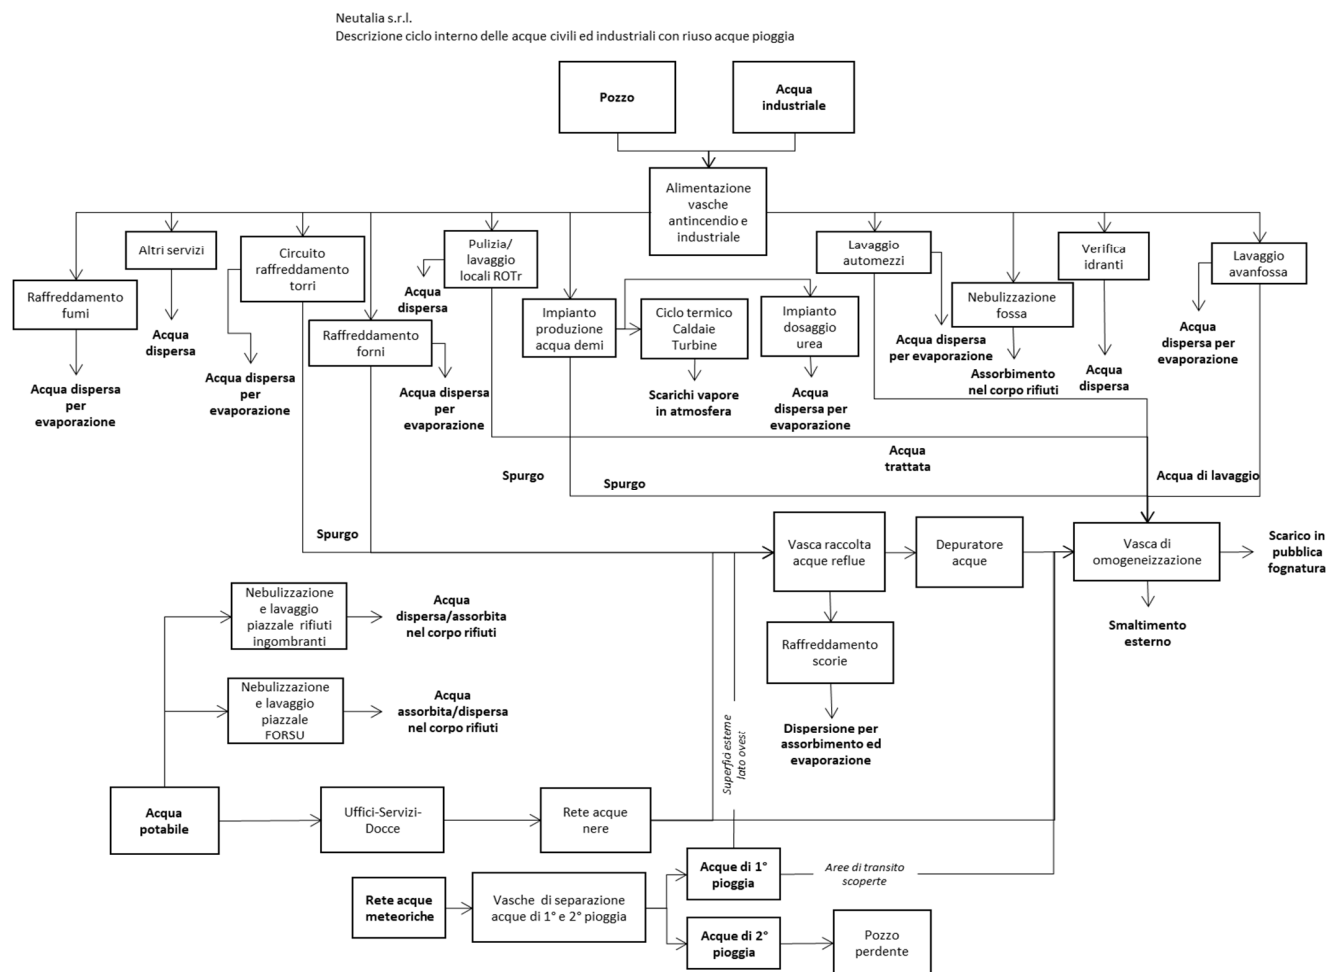 Neutalia s.r.l.
Descrizione ciclo interno delle acque civili ed industriali con riuso acque pioggia
Pozzo
Acqua
industriale
Alimentazione
vasche
antincendio e
industriale
Raffreddamento
fumi
Acqua dispersa
per
evaporazione
Altri servizi
Acqua
dispersa
Circuito
raffreddamento
torri
Acqua dispersa
per
evaporazione
Raffreddamento
forni
Acqua dispersa
per
evaporazione
Pulizia/
lavaggio
locali ROTr
Acqua
dispersa
Impianto
produzione
acqua demi
Ciclo termico
Caldaie
Turbine
Scarichi vapore
in atmosfera
Impianto
dosaggio
urea
Acqua
dispersa per
evaporazione
Lavaggio
automezzi
Acqua dispersa
per evaporazione
Nebulizzazione
fossa
Assorbimento
nel corpo rifiuti
Verifica
idranti
Acqua
dispersa
Lavaggio
avanfossa
Acqua
dispersa per
evaporazione
Acqua
trattata
Spurgo
Spurgo
Acqua di lavaggio
Spurgo
Vasca raccolta
acque reflue
Depuratore
acque
Vasca di
omogeneizzazione
Scarico in
pubblica
fognatura
Smaltimento
esterno
Raffreddamento
scorie
Dispersione per
assorbimento ed
evaporazione
Nebulizzazione
e lavaggio
piazzale rifiuti
ingombranti
Acqua
dispersa/assorbita
nel corpo rifiuti
Nebulizzazione
e lavaggio
piazzale
FORSU
Acqua
assorbita/dispersa
nel corpo rifiuti
Superfici esterne
lato ovest
Acqua
potabile
Uffici-Servizi-
Docce
Rete acque
nere
Rete acque
meteoriche
Vasche di separazione
acque di 1° e 2° pioggia
Acque di 1°
pioggia
Aree di transito
scoperte
Acque di 2°
pioggia
Pozzo
perdente